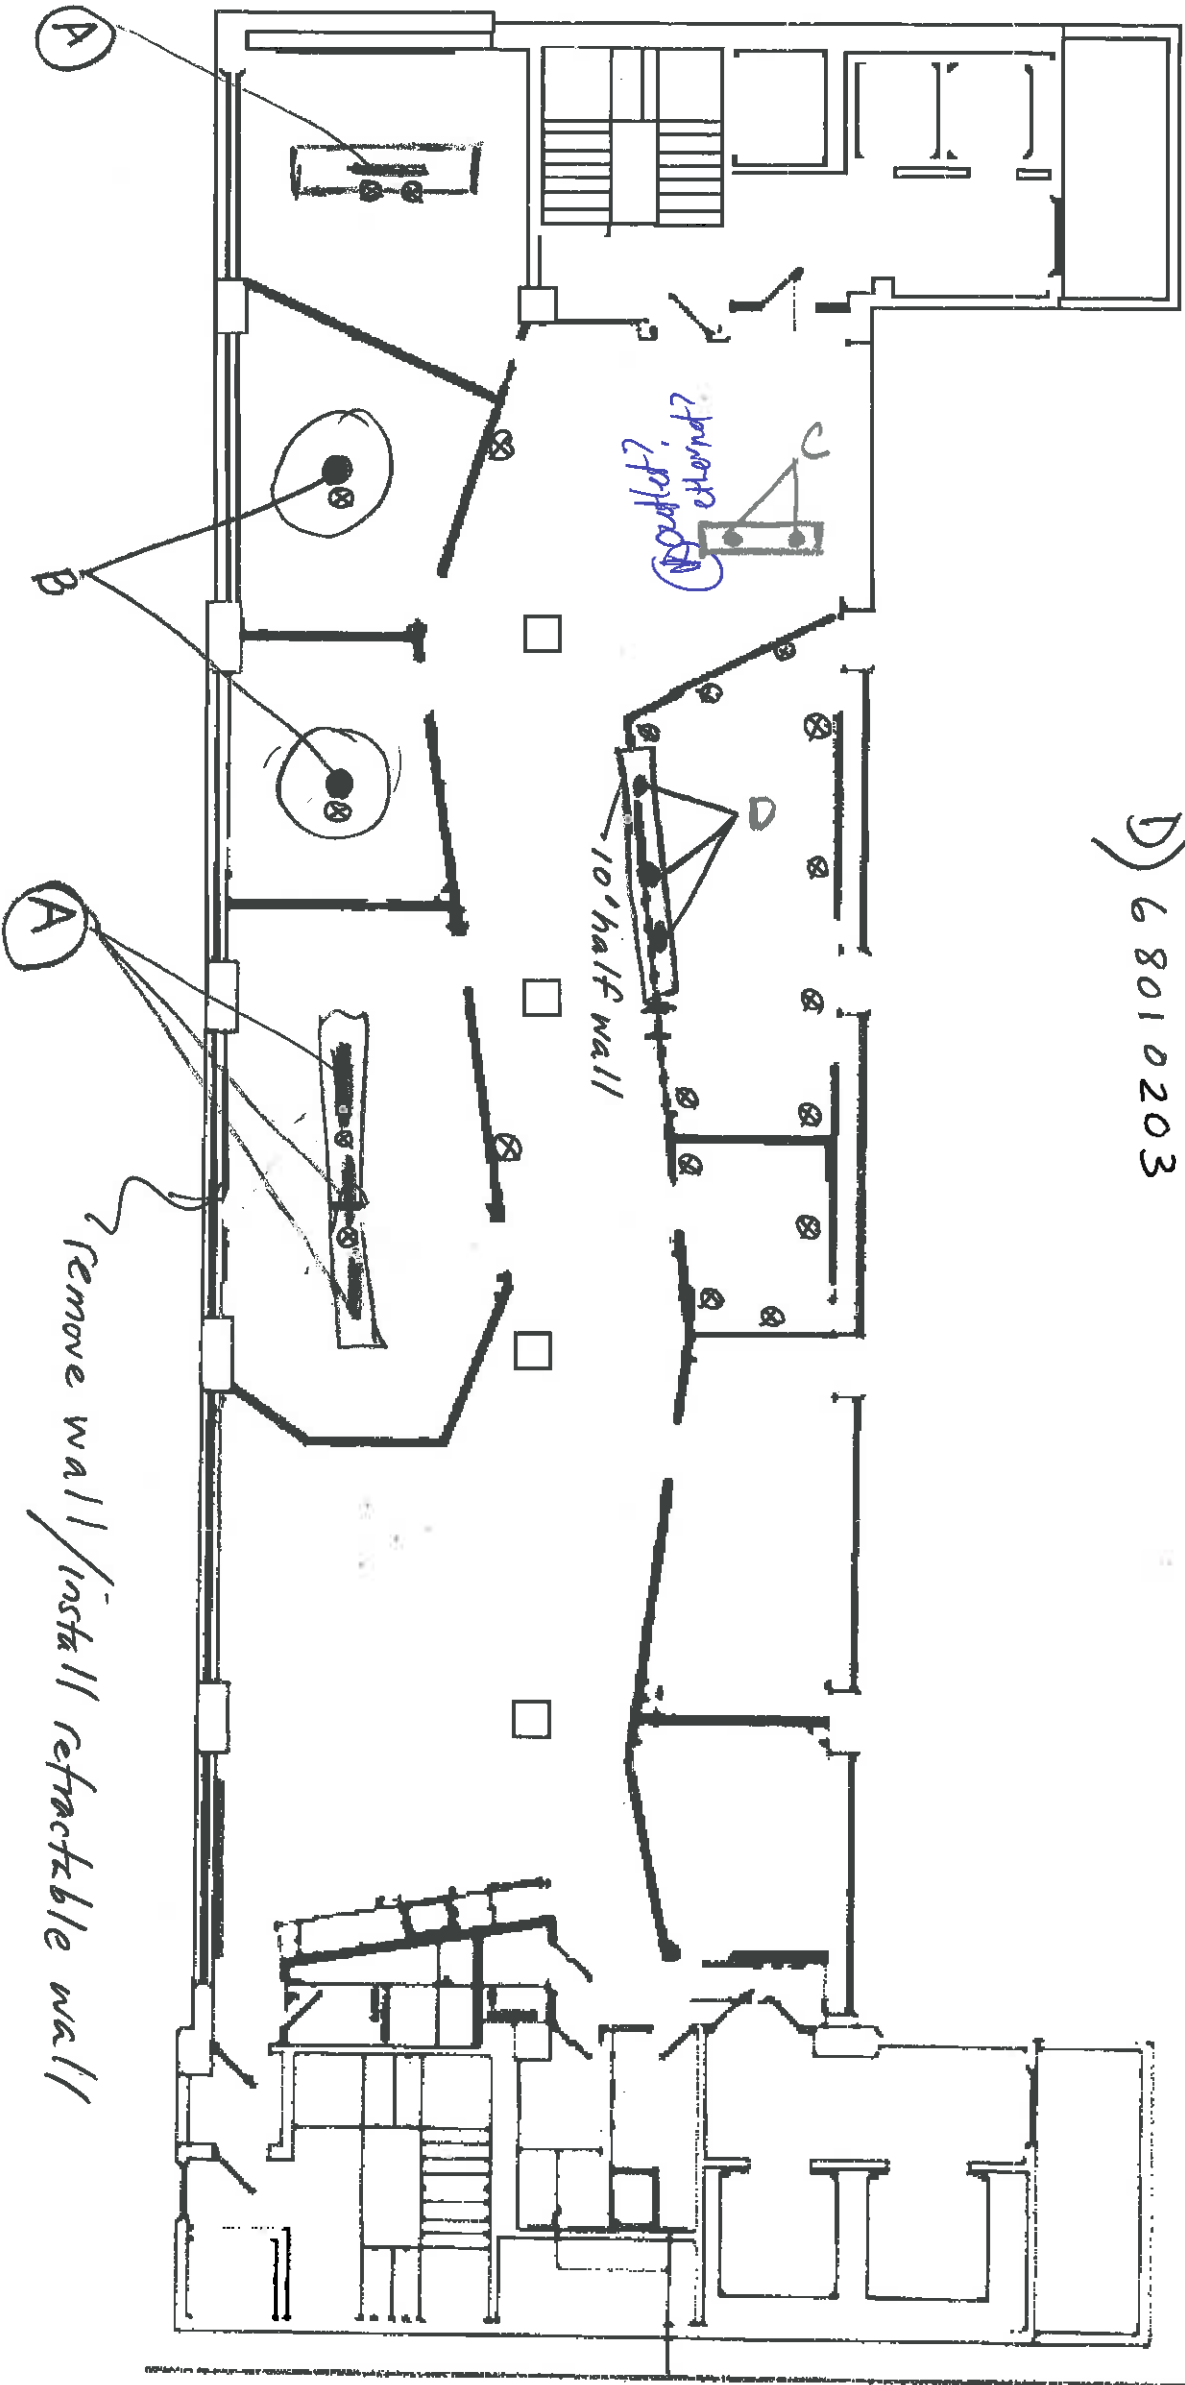 D) 6 801 0203
A
B
A
C
D
outlet?
ethernet?
10' half wall
remove wall/install retractable wall